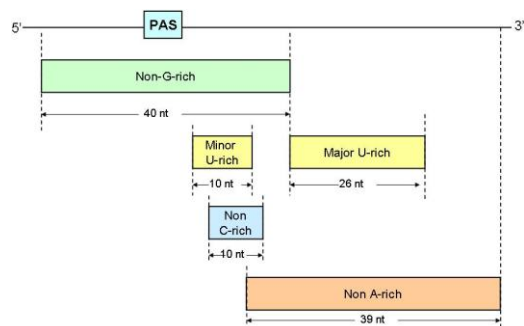 5'
PAS
3'
Non-G-rich
40 nt
Minor
U-rich
Major U-rich
10 nt
26 nt
Non
C-rich
10 nt
Non A-rich
39 nt